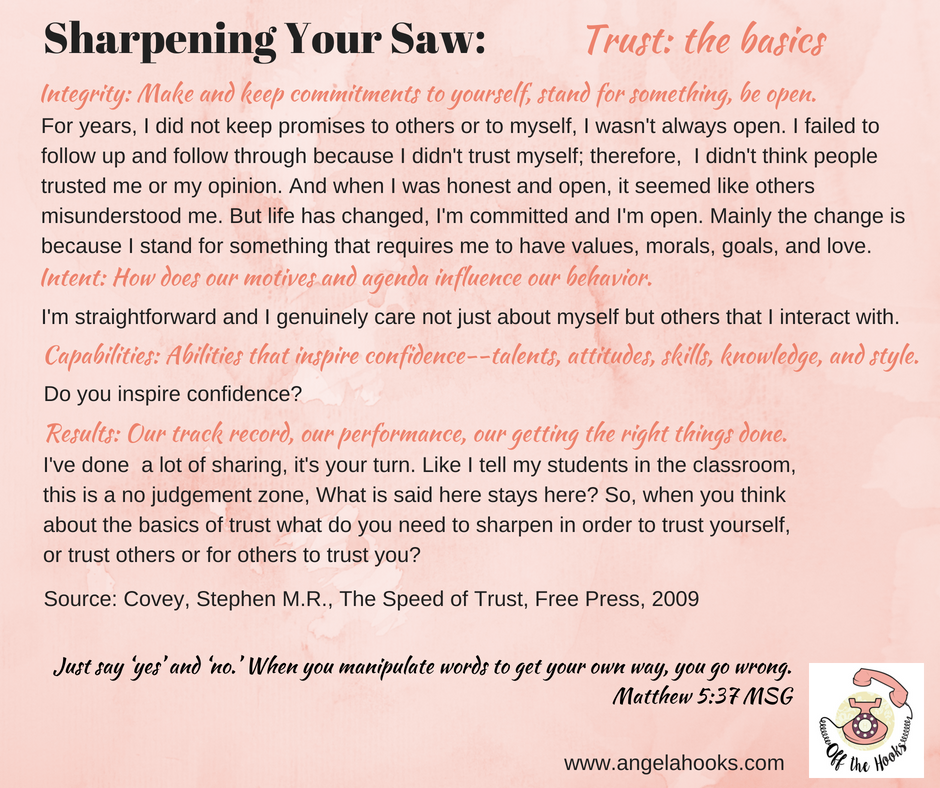 Sharpening Your Saw: Trust: the basics
Integrity: Make and keep commitments to yourself, stand for something, be open.
For years, I did not keep promises to others or to myself, I wasn't always open. I failed to
follow up and follow through because I didn't trust myself; therefore,  I didn't think people
trusted me or my opinion. And when I was honest and open, it seemed like others
misunderstood me. But life has changed, I'm committed and I'm open. Mainly the change is
because I stand for something that requires me to have values, morals, goals, and love.
Intent: How does our motives and agenda influence our behavior.
I'm straightforward and I genuinely care not just about myself but others that I interact with.
Capabilities: Abilities that inspire confidence--talents, attitudes, skills, knowledge, and style.
Do you inspire confidence?
Results: Our track record, our performance, our getting the right things done.
I've done  a lot of sharing, it's your turn. Like I tell my students in the classroom,
this is a no judgement zone, What is said here stays here? So, when you think
about the basics of trust what do you need to sharpen in order to trust yourself,
or trust others or for others to trust you?
Source: Covey, Stephen M.R., The Speed of Trust, Free Press, 2009
Just say ‘yes’ and ‘no.’ When you manipulate words to get your own way, you go wrong.
Matthew 5:37 MSG
Off the Hooks
www.angelahooks.com